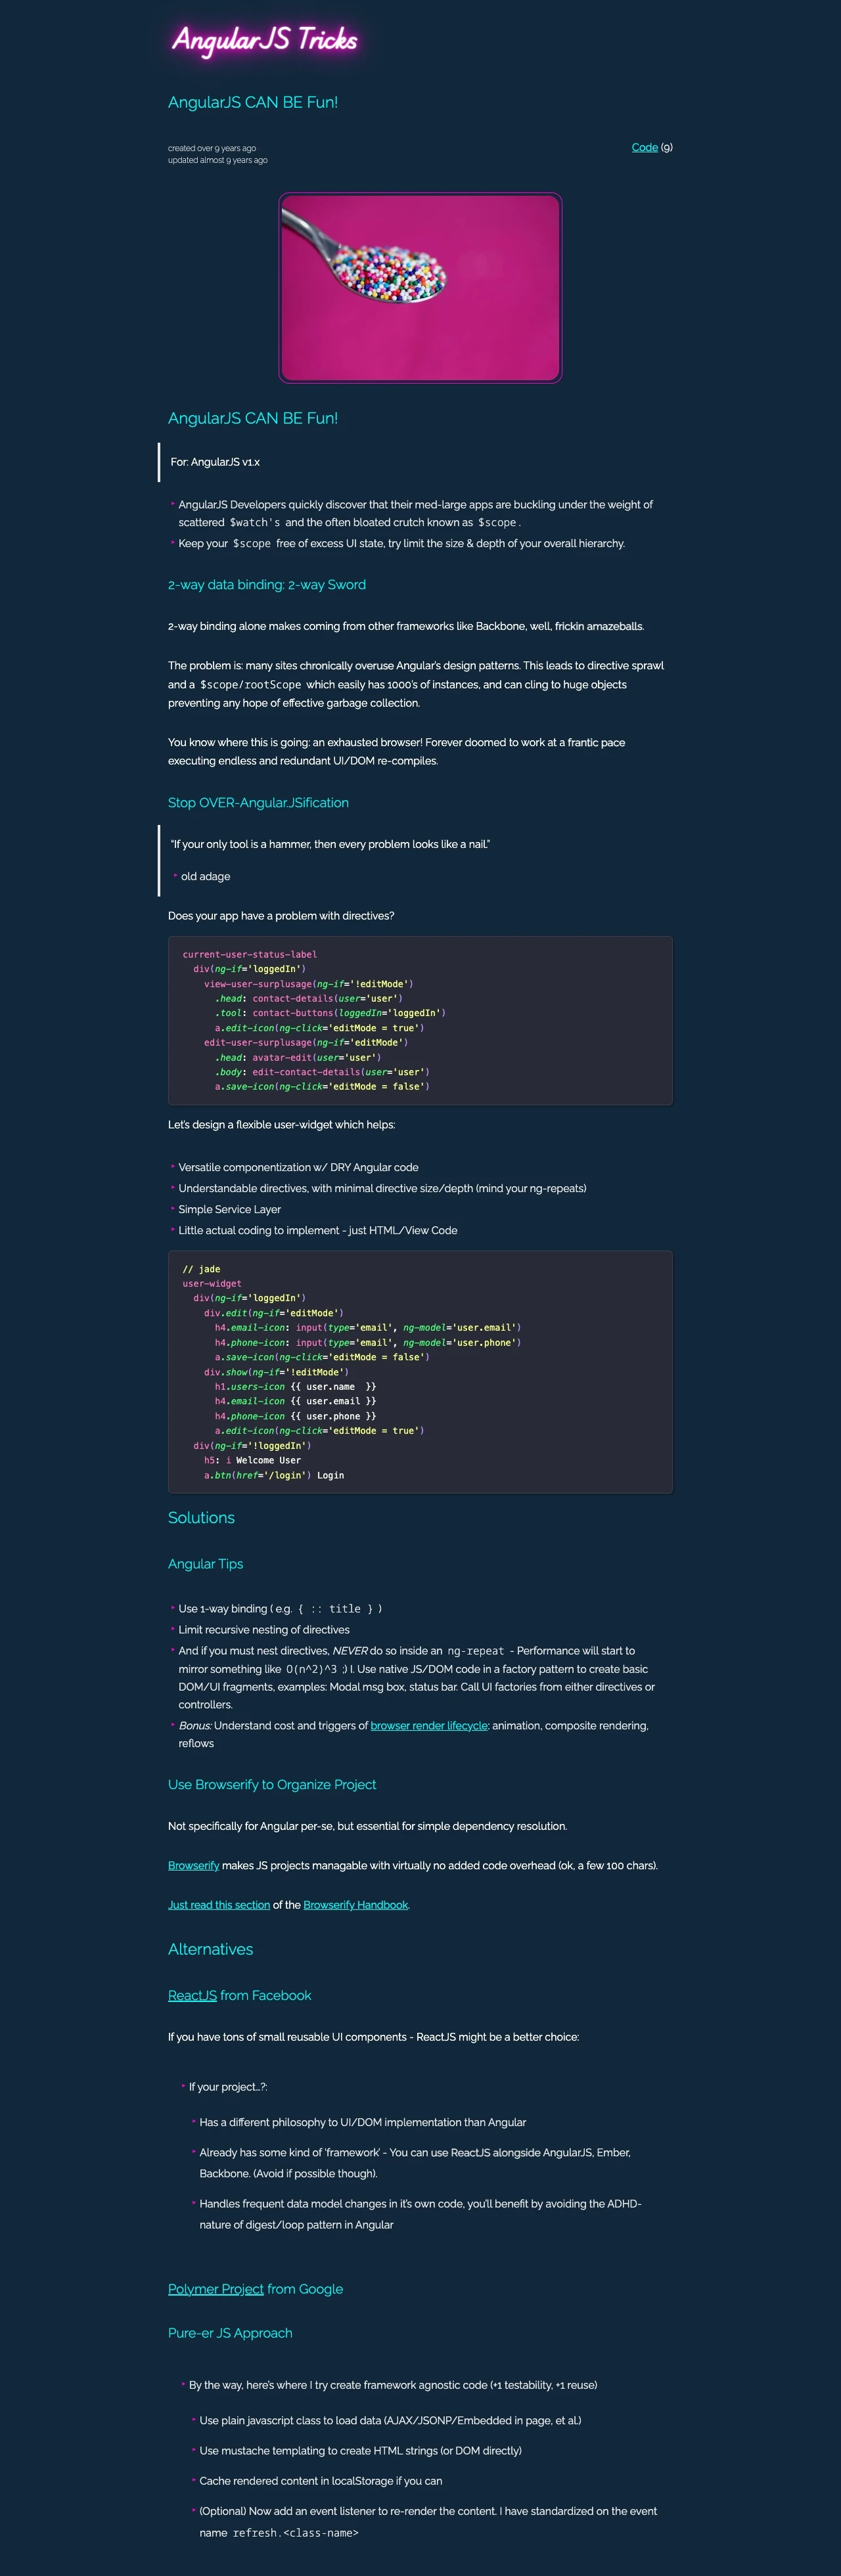 AngularJS Tricks
AngularJS CAN BE Fun!
created over 9 years ago
updated almost 9 years ago
Code (9)
AngularJS CAN BE Fun!
For: AngularJS v1.x
AngularJS Developers quickly discover that their med-large apps are buckling under the weight of
scattered $watch's and the often bloated crutch known as $scope.
Keep your $scope free of excess UI state, try limit the size & depth of your overall hierarchy.
2-way data binding: 2-way Sword
2-way binding alone makes coming from other frameworks like Backbone, well, frickin amazeballs.
The problem is: many sites chronically overuse Angular's design patterns. This leads to directive sprawl
and a $scope/rootScope which easily has 1000's of instances, and can cling to huge objects
preventing any hope of effective garbage collection.
You know where this is going: an exhausted browser! Forever doomed to work at a frantic pace
executing endless and redundant UI/DOM re-compiles.
Stop OVER-Angular.JSification
“If your only tool is a hammer, then every problem looks like a nail.”
old adage
Does your app have a problem with directives?
current-user-status-label
  div(ng-if='loggedIn')
    view-user-surplusage(ng-if='!editMode')
      .head: contact-details(user='user')
      .tool: contact-buttons(loggedIn='loggedIn')
      a.edit-icon(ng-click='editMode = true')
    edit-user-surplusage(ng-if='editMode')
      .head: avatar-edit(user='user')
      .body: edit-contact-details(user='user')
      a.save-icon(ng-click='editMode = false')
Let's design a flexible user-widget which helps:
Versatile componentization w/ DRY Angular code
Understandable directives, with minimal directive size/depth (mind your ng-repeats)
Simple Service Layer
Little actual coding to implement - just HTML/View Code
// jade
user-widget
  div(ng-if='loggedIn')
    div.edit(ng-if='editMode')
      h4.email-icon: input(type='email', ng-model='user.email')
      h4.phone-icon: input(type='email', ng-model='user.phone')
      a.save-icon(ng-click='editMode = false')
    div.show(ng-if='!editMode')
      h1.users-icon {{ user.name  }}
      h4.email-icon {{ user.email }}
      h4.phone-icon {{ user.phone }}
      a.edit-icon(ng-click='editMode = true')
  div(ng-if='!loggedIn')
    h5: i Welcome User
    a.btn(href='/login') Login
Solutions
Angular Tips
Use 1-way binding ( e.g. { :: title } )
Limit recursive nesting of directives
And if you must nest directives, NEVER do so inside an ng-repeat - Performance will start to
mirror something like O(n^2)^3 ;) I. Use native JS/DOM code in a factory pattern to create basic
DOM/UI fragments, examples: Modal msg box, status bar. Call UI factories from either directives or
controllers.
Bonus: Understand cost and triggers of browser render lifecycle: animation, composite rendering,
reflows
Use Browserify to Organize Project
Not specifically for Angular per-se, but essential for simple dependency resolution.
Browserify makes JS projects managable with virtually no added code overhead (ok, a few 100 chars).
Just read this section of the Browserify Handbook.
Alternatives
ReactJS from Facebook
If you have tons of small reusable UI components - ReactJS might be a better choice:
If your project…?:
Has a different philosophy to UI/DOM implementation than Angular
Already has some kind of ‘framework’ - You can use ReactJS alongside AngularJS, Ember,
Backbone. (Avoid if possible though).
Handles frequent data model changes in it's own code, you'll benefit by avoiding the ADHD-
nature of digest/loop pattern in Angular
Polymer Project from Google
Pure-er JS Approach
By the way, here's where I try create framework agnostic code (+1 testability, +1 reuse)
Use plain javascript class to load data (AJAX/JSONP/Embedded in page, et al.)
Use mustache templating to create HTML strings (or DOM directly)
Cache rendered content in localStorage if you can
(Optional) Now add an event listener to re-render the content. I have standardized on the event
name refresh.<class-name>